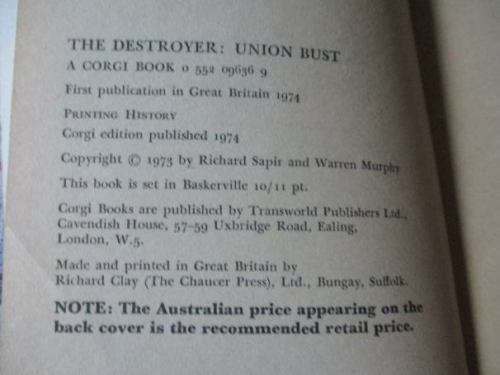 THE DESTROYER: UNION BUST
A CORGI BOOK 0 552 09636 9
First publication in Great Britain 1974
PRINTING HISTORY
Corgi edition published 1974
Copyright © 1973 by Richard Sapir and Warren Murphy
This book is set in Baskerville 10/11 pt.
Corgi Books are published by Transworld Publishers Ltd.,
Cavendish House, 57-59 Uxbridge Road, Ealing,
London, W.5.
Made and printed in Great Britain by
Richard Clay (The Chaucer Press), Ltd., Bungay, Suffolk.
NOTE: The Australian price appearing on the
back cover is the recommended retail price.